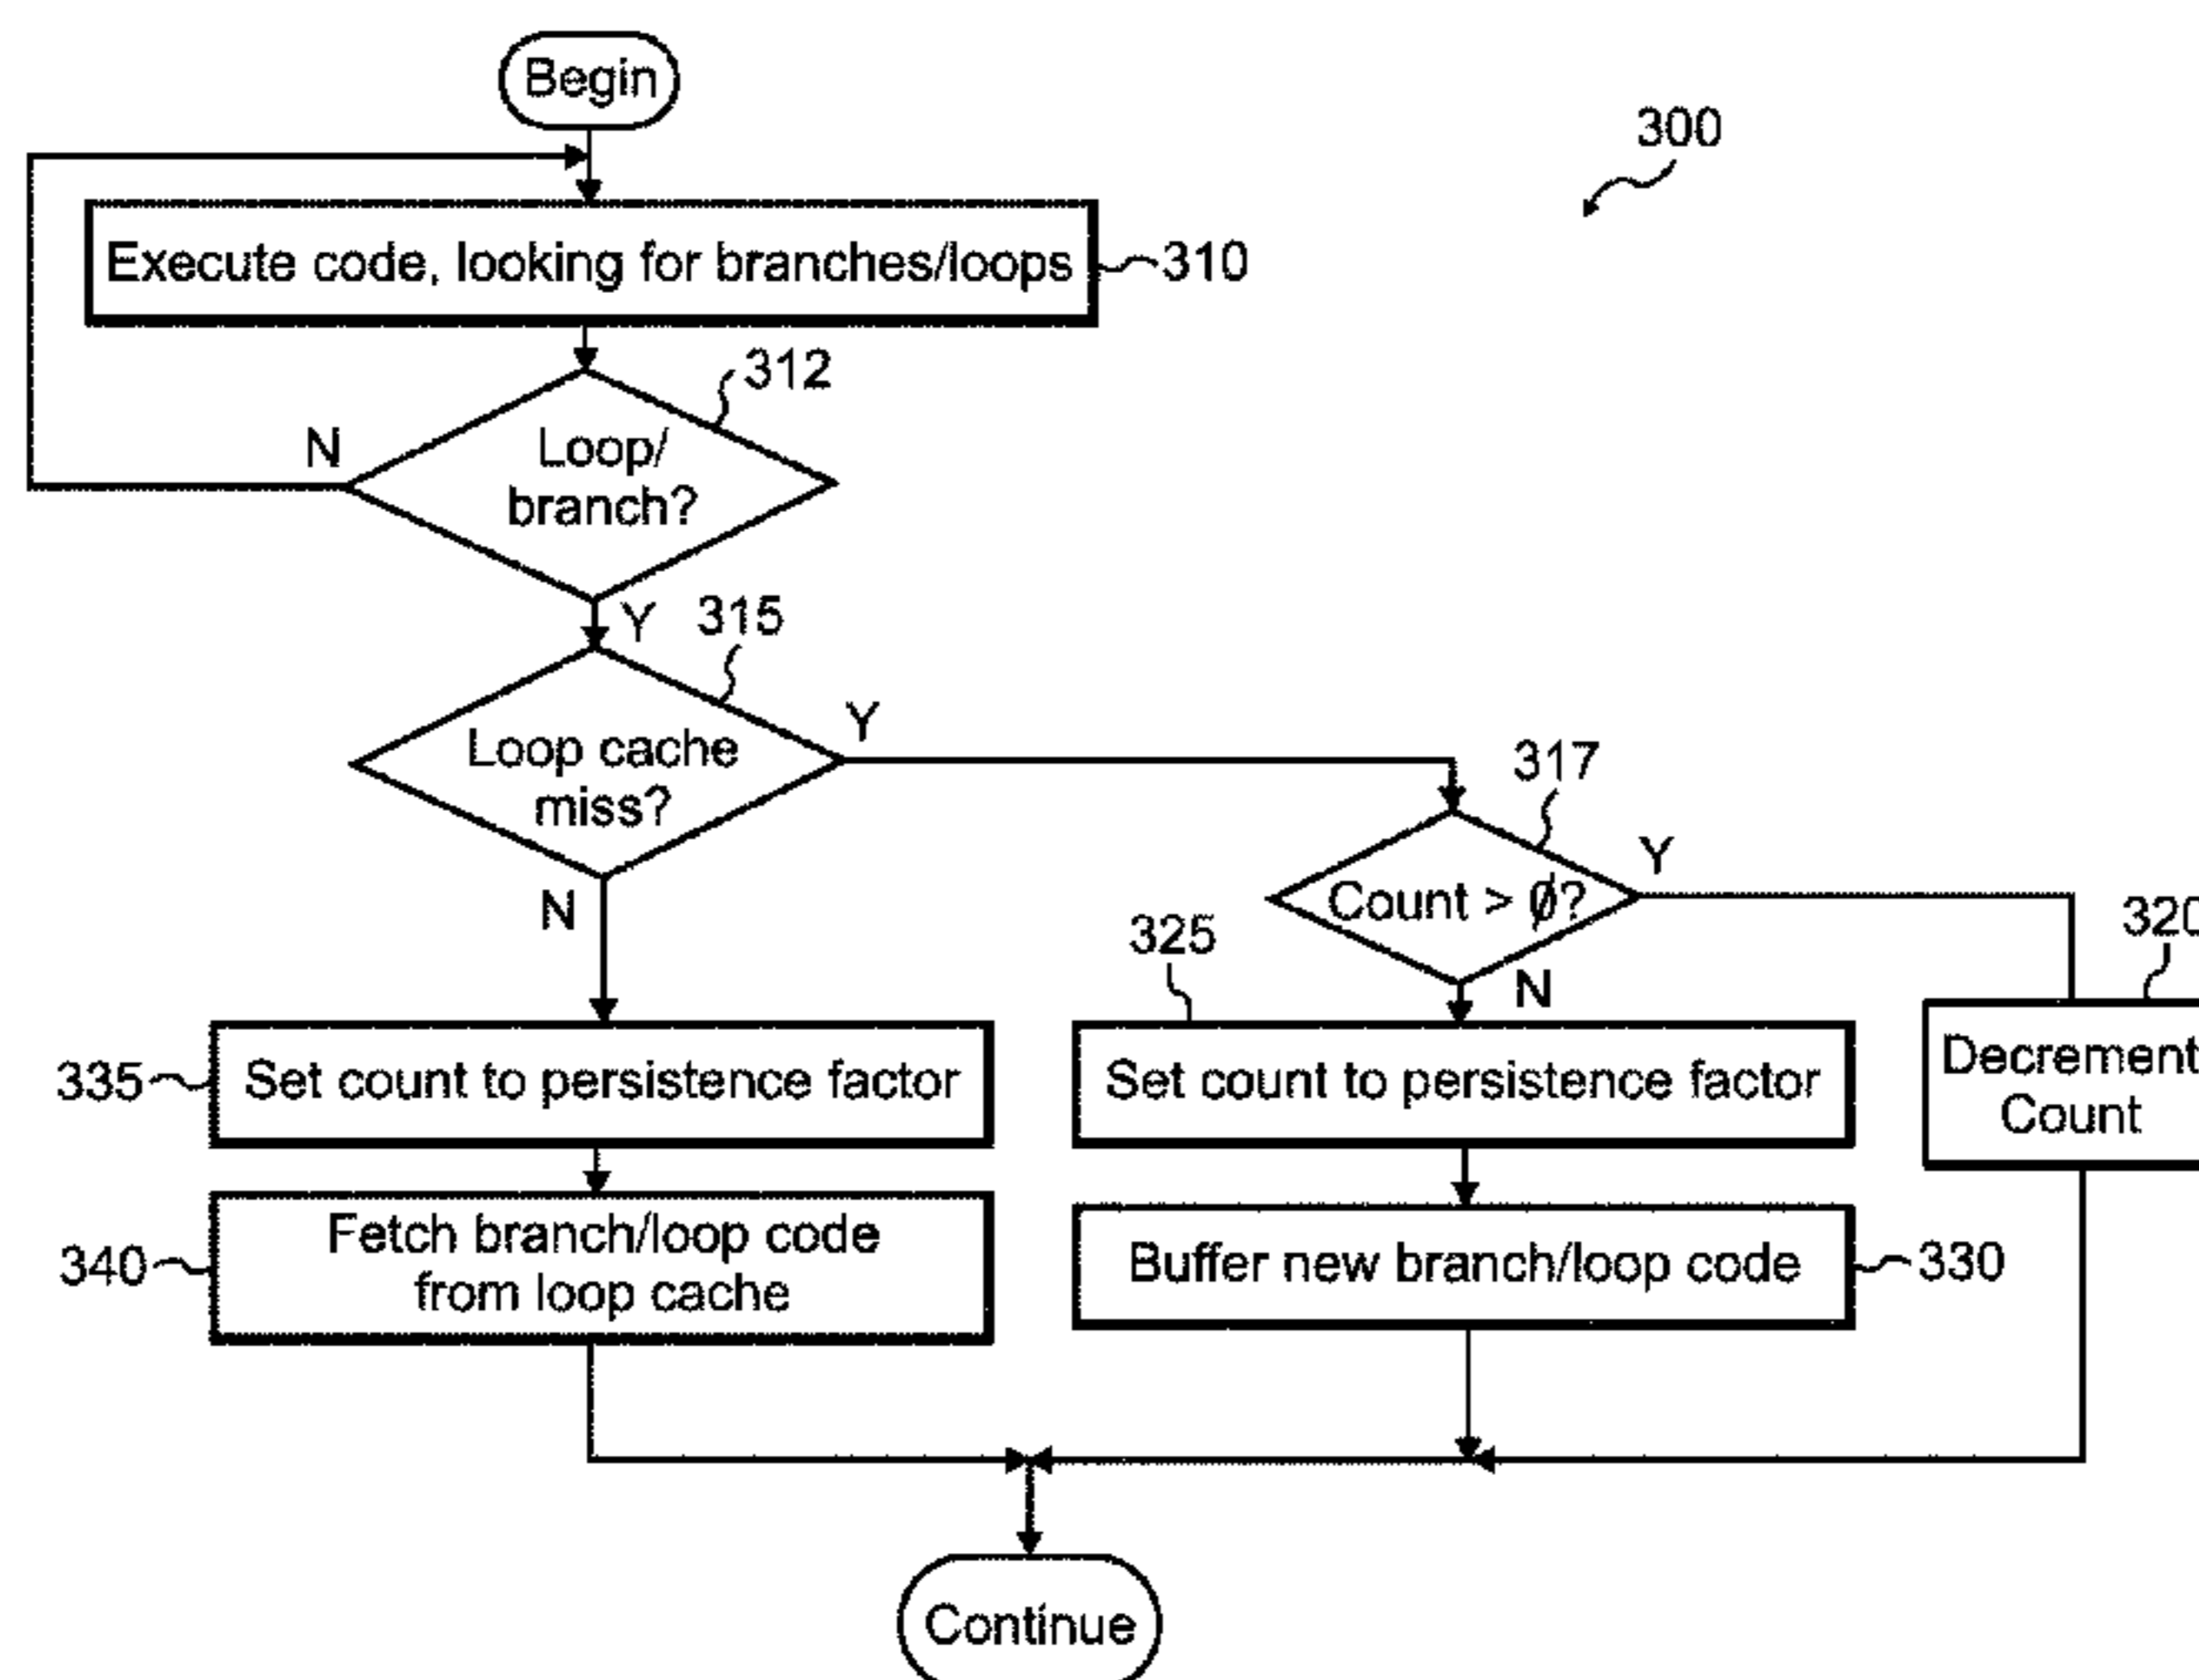 Begin
300
Execute code, looking for branches/loops
310
312
N
Loop/
branch?
Y
315
Loop cache
miss?
Y
317
N
Count > ∅?
Y
325
N
320
335
Set count to persistence factor
Set count to persistence factor
Decrement
Count
340
Fetch branch/loop code
from loop cache
Buffer new branch/loop code
330
Continue